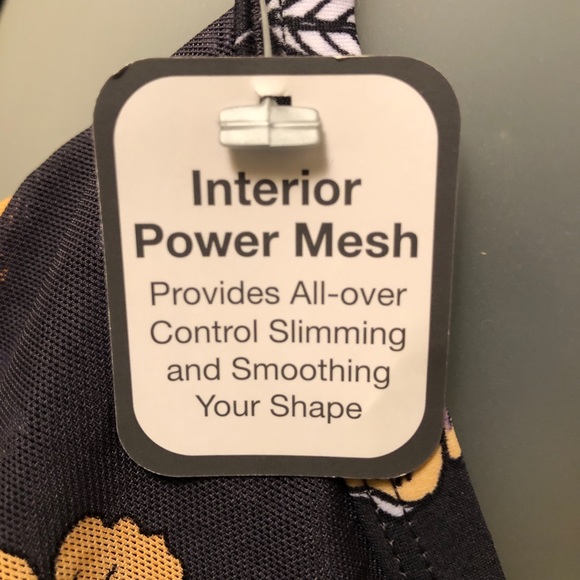 Interior
Power Mesh
Provides All-over
Control Slimming
and Smoothing
Your Shape